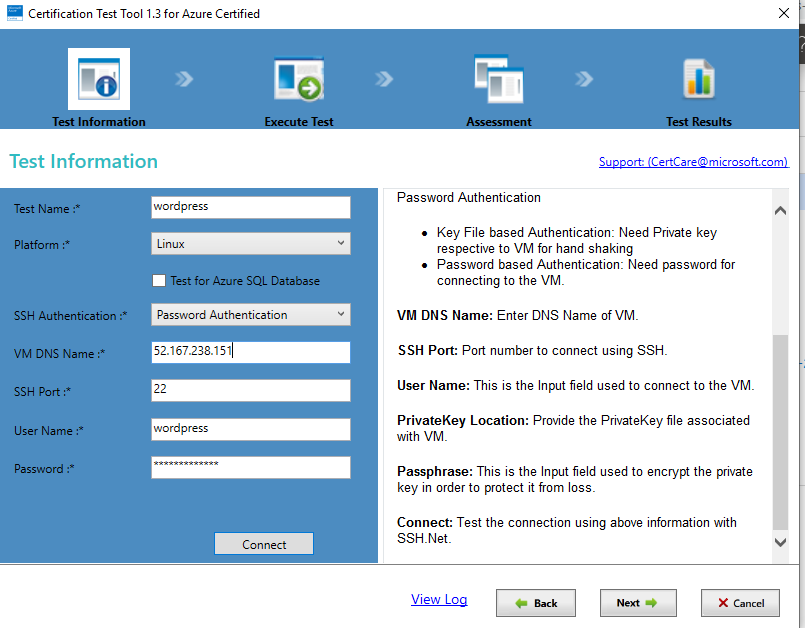 Certification Test Tool 1.3 for Azure Certified
Test Information
Execute Test
Assessment
Test Results
Test Information
Support: (CertCare@microsoft.com)
Test Name :*
wordpress
Platform :*
Linux
Test for Azure SQL Database
SSH Authentication :*
Password Authentication
VM DNS Name :*
52.167.238.151
SSH Port :*
22
User Name :*
wordpress
Password :*
*************
Connect
Password Authentication
• Key File based Authentication: Need Private key
respective to VM for hand shaking
• Password based Authentication: Need password for
connecting to the VM.
VM DNS Name: Enter DNS Name of VM.
SSH Port: Port number to connect using SSH.
User Name: This is the Input field used to connect to the VM.
PrivateKey Location: Provide the PrivateKey file associated
with VM.
Passphrase: This is the Input field used to encrypt the private
key in order to protect it from loss.
Connect: Test the connection using above information with
SSH.Net.
View Log
Back
Next
Cancel